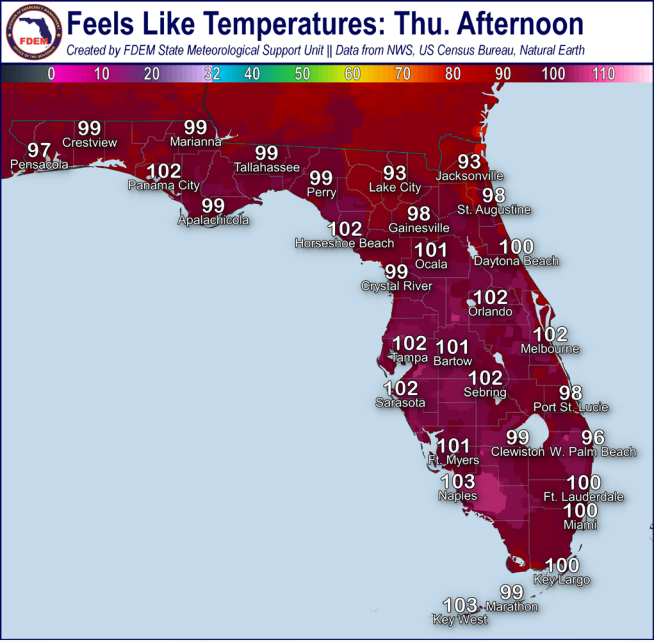 Feels Like Temperatures: Thu. Afternoon
Created by FDEM State Meteorological Support Unit || Data from NWS, US Census Bureau, Natural Earth
FDEM
0 10 20 32 40 50 60 70 80 90 100 110
97
Pensacola
99
Crestview
99
Marianna
102
Panama City
99
Apalachicola
99
Tallahassee
99
Perry
93
Lake City
93
Jacksonville
98
St. Augustine
98
Gainesville
102
Horseshoe Beach
101
Ocala
100
Daytona Beach
99
Crystal River
102
Orlando
102
Melbourne
102
Tampa
101
Bartow
102
Sebring
102
Sarasota
98
Port St. Lucie
101
Ft. Myers
99
Clewiston
96
W. Palm Beach
103
Naples
100
Ft. Lauderdale
100
Miami
100
Key Largo
99
Marathon
103
Key West